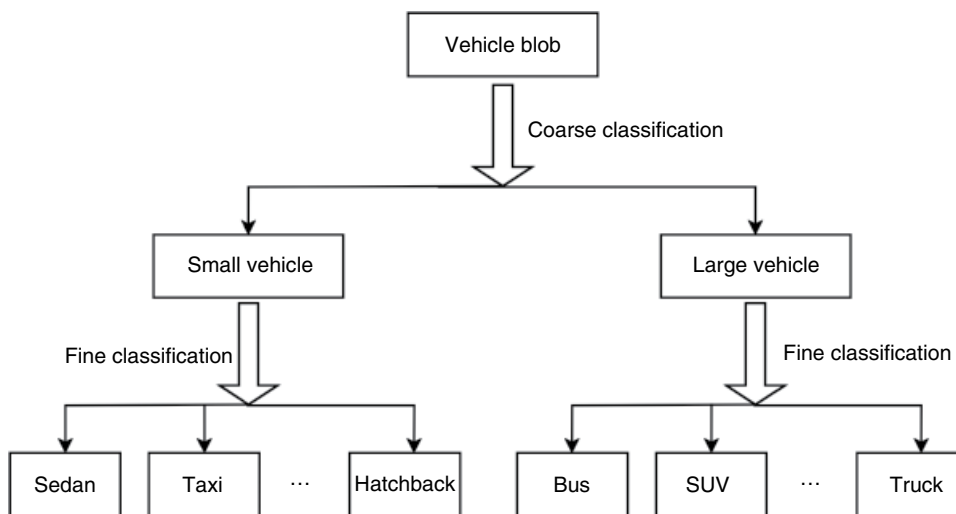 Vehicle blob
Coarse classification
Small vehicle
Large vehicle
Fine classification
Fine classification
Sedan
Taxi
...
Hatchback
Bus
SUV
...
Truck